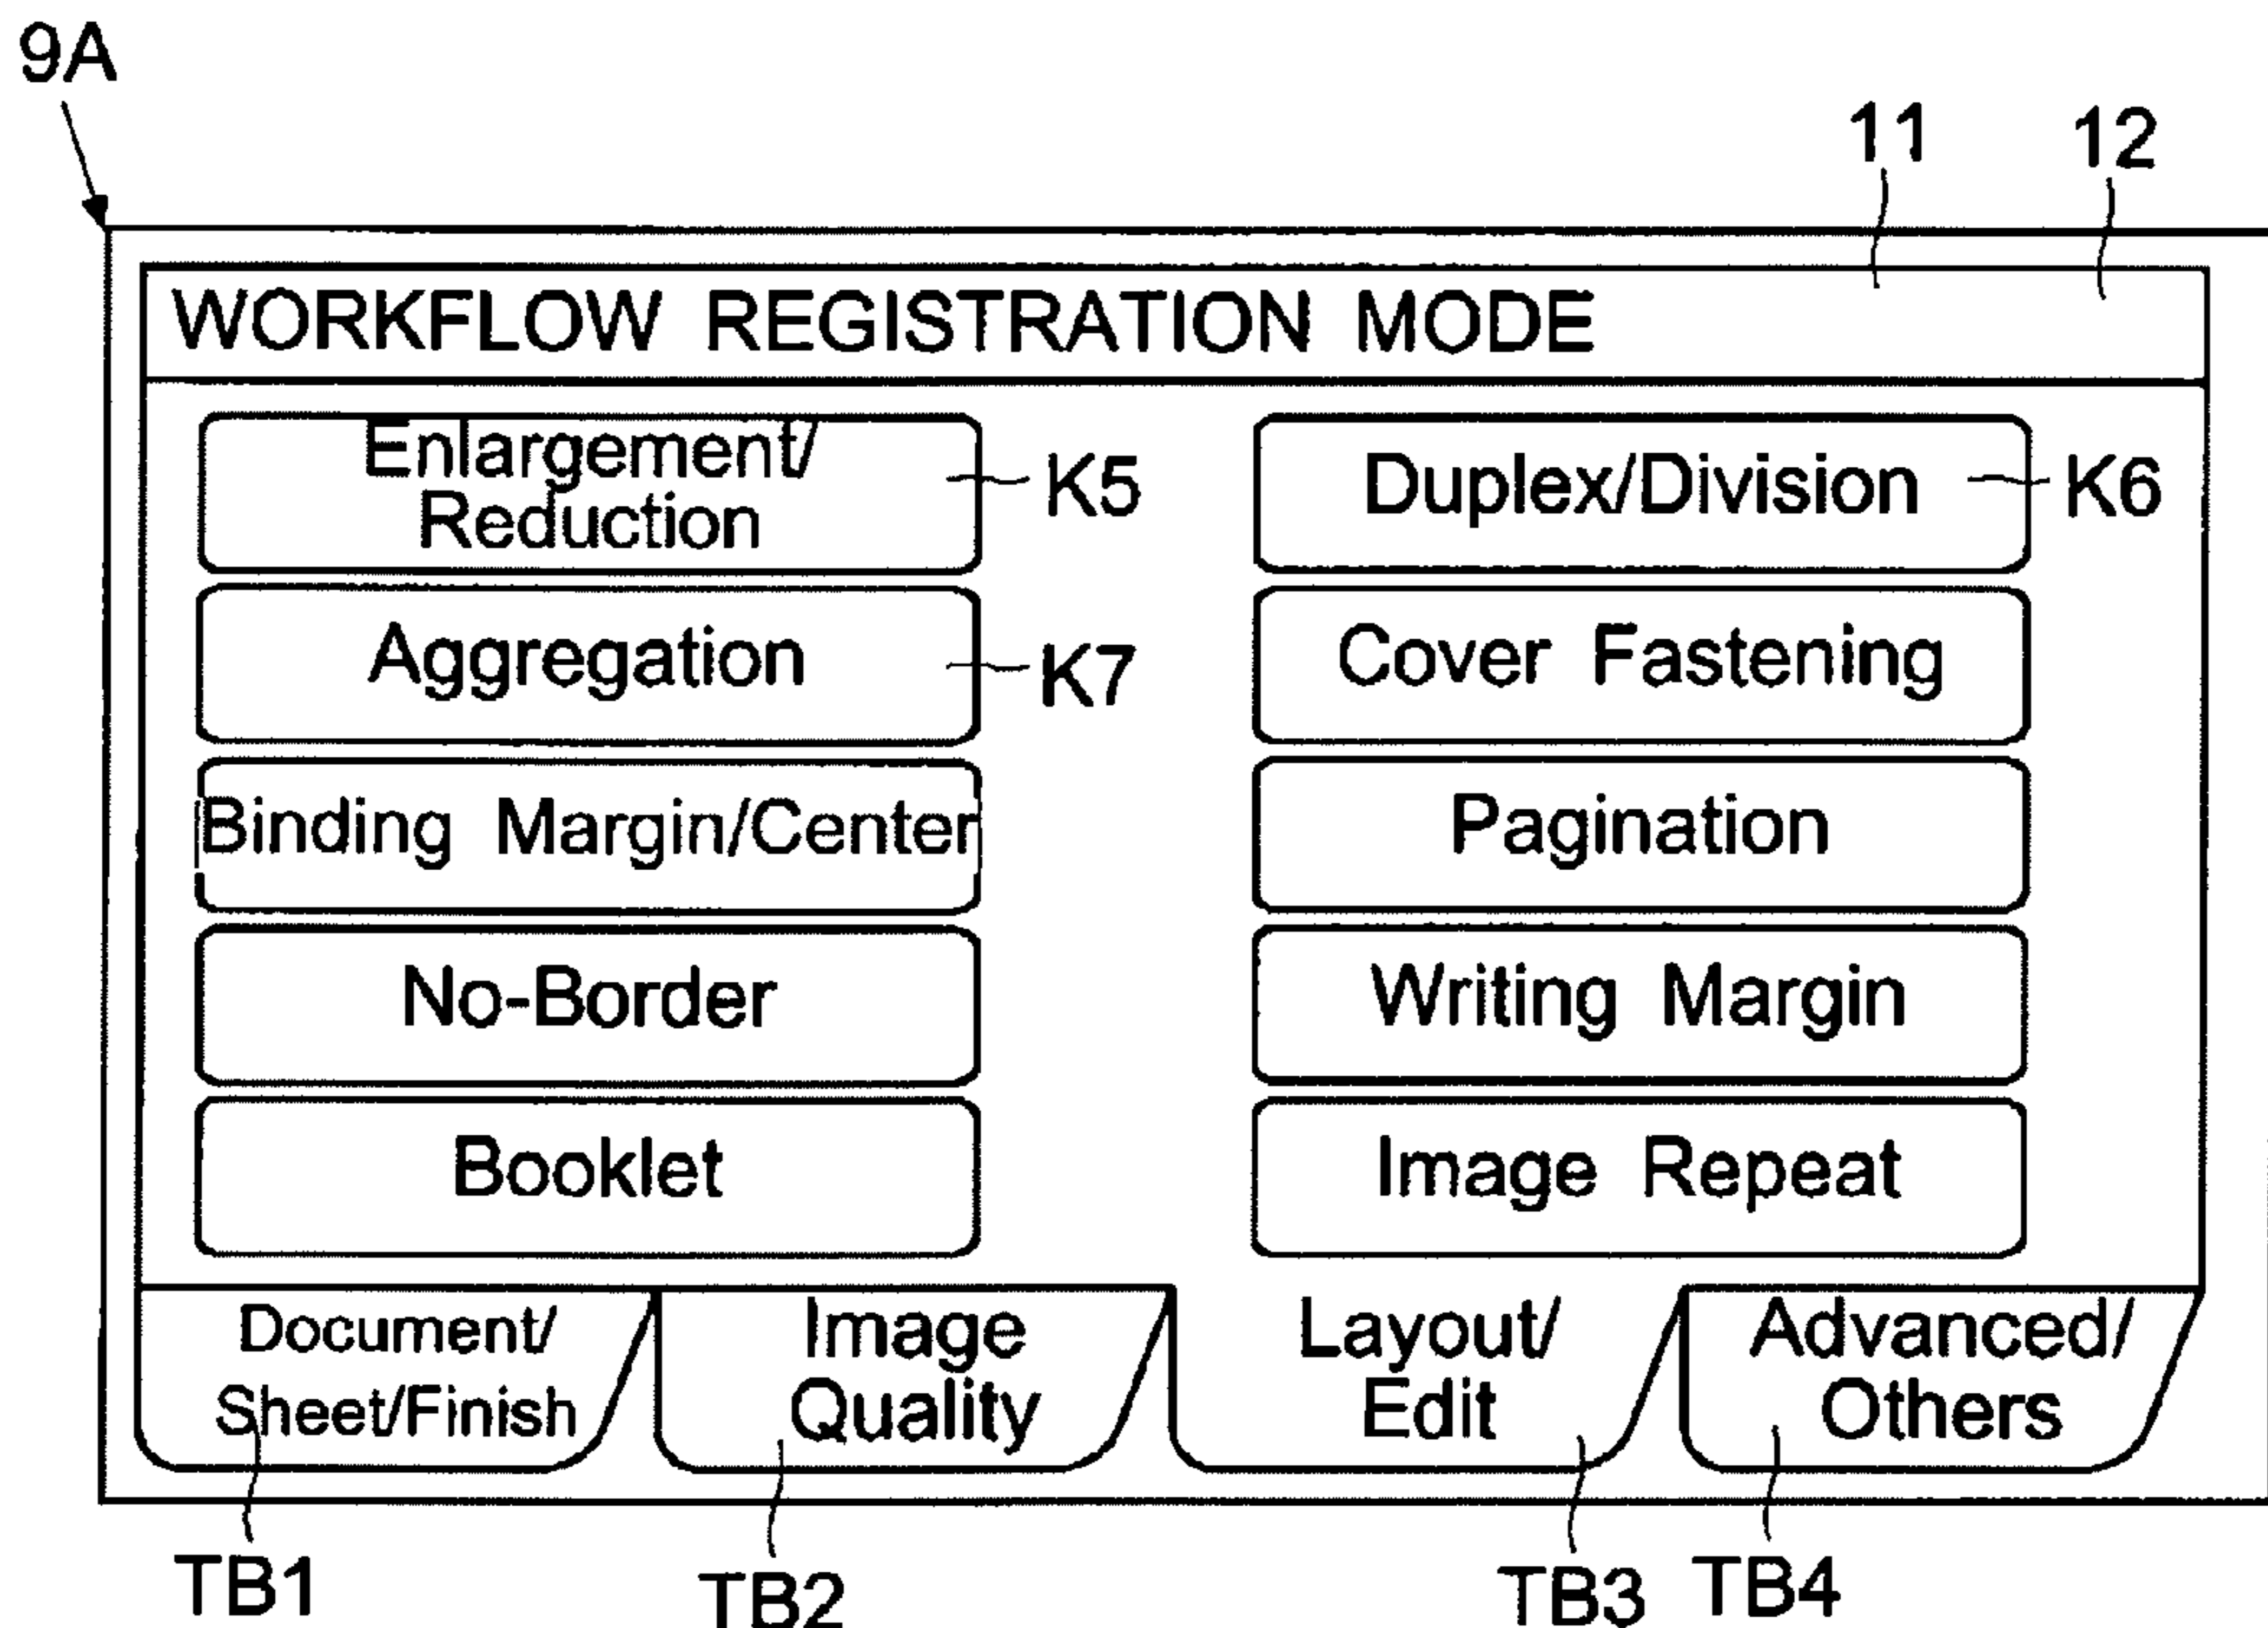 9A
11
12
WORKFLOW REGISTRATION MODE
Enlargement/
Reduction
K5
Duplex/Division
K6
Aggregation
K7
Cover Fastening
Binding Margin/Center
Pagination
No-Border
Writing Margin
Booklet
Image Repeat
Document/
Sheet/Finish
Image
Quality
Layout/
Edit
Advanced/
Others
TB1
TB2
TB3
TB4